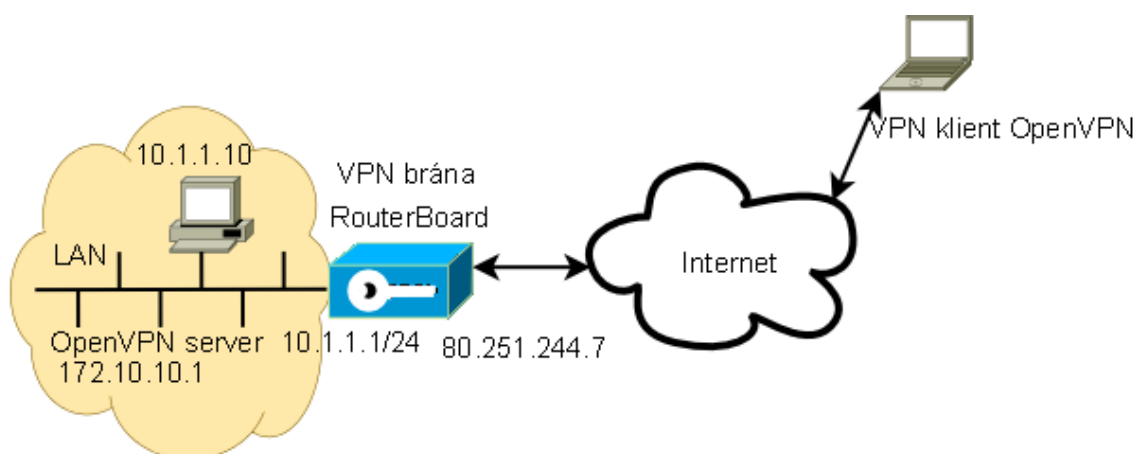 VPN klient OpenVPN
10.1.1.10
VPN brána
RouterBoard
LAN
Internet
OpenVPN server
172.10.10.1
10.1.1.1/24
80.251.244.7